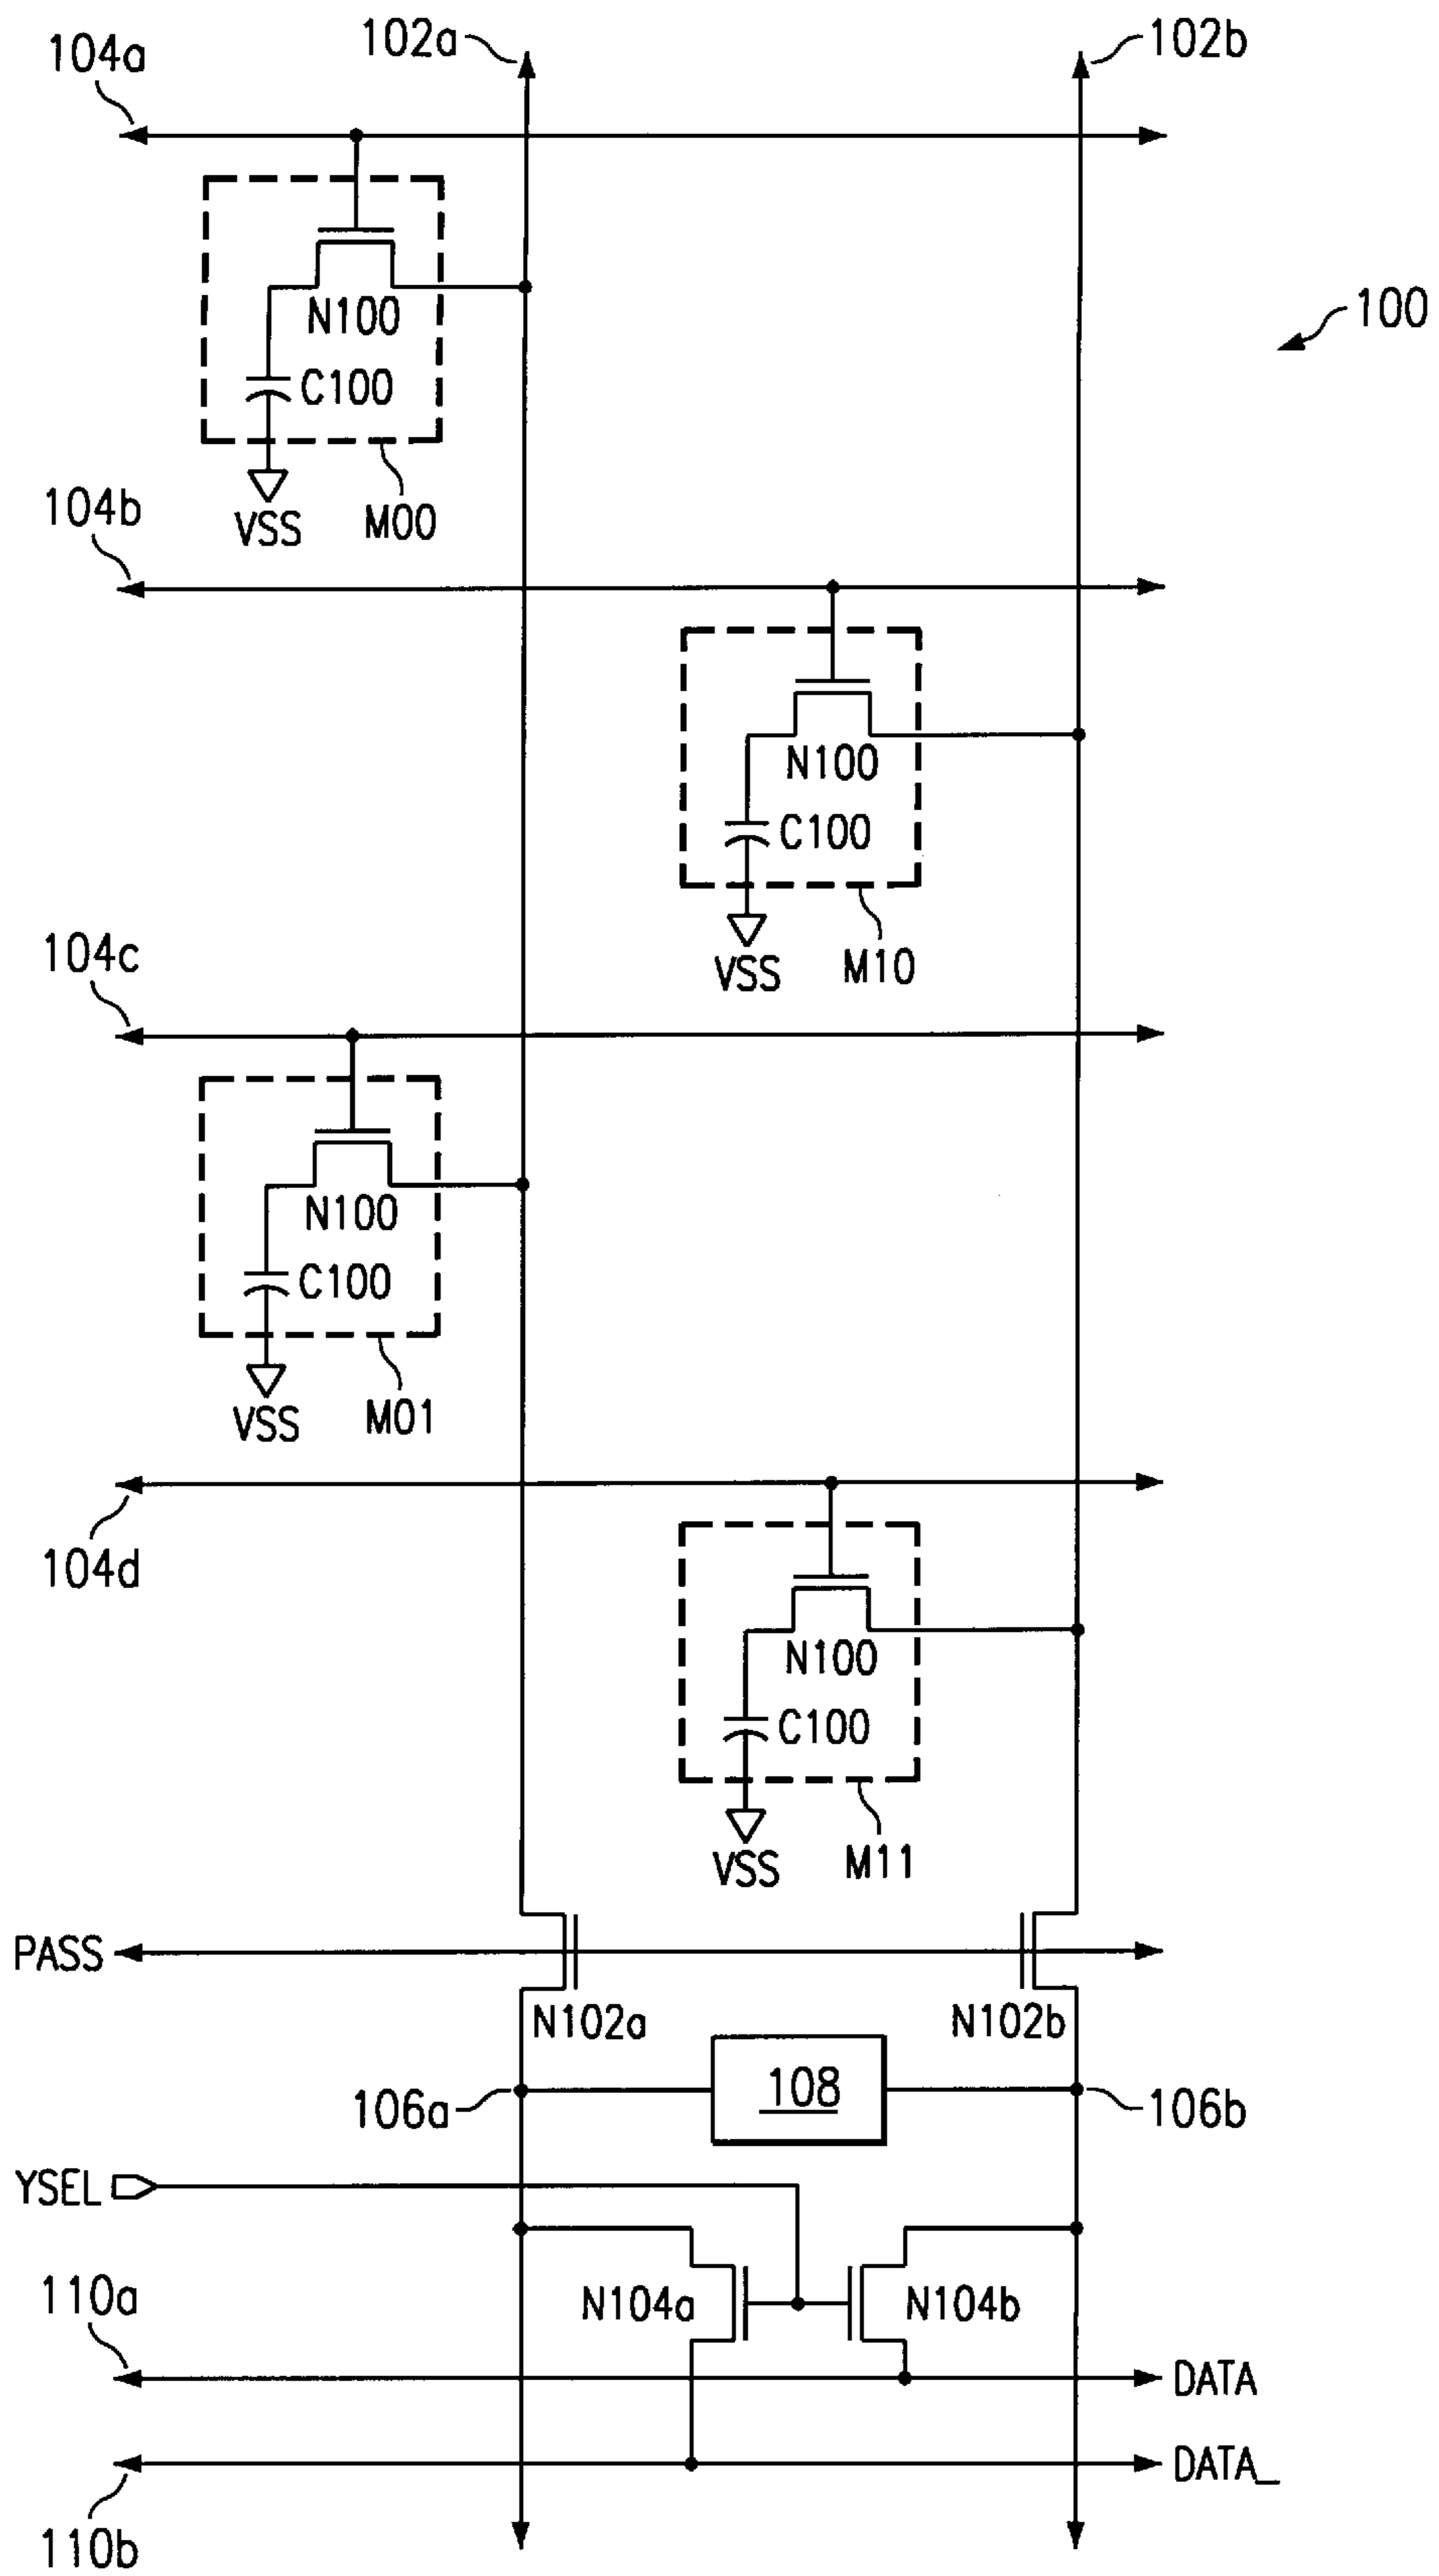 102a
102b
104a
100
N100
C100
VSS
M00
104b
N100
C100
VSS
M10
104c
N100
C100
VSS
M01
104d
N100
C100
VSS
M11
PASS
N102a
N102b
108
106a
106b
YSEL
110a
N104a
N104b
DATA
DATA_
110b